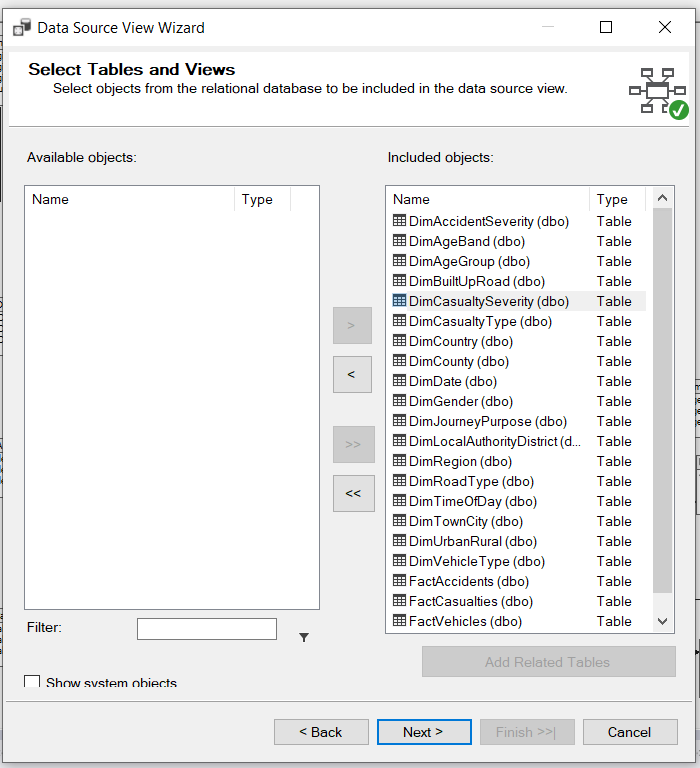 Data Source View Wizard
Select Tables and Views
Select objects from the relational database to be included in the data source view.
Available objects:
Name Type
Filter:
Show system objects
>
<
>>
<<
Included objects:
Name Type
DimAccidentSeverity (dbo) Table
DimAgeBand (dbo) Table
DimAgeGroup (dbo) Table
DimBuiltUpRoad (dbo) Table
DimCasualtySeverity (dbo) Table
DimCasualtyType (dbo) Table
DimCountry (dbo) Table
DimCounty (dbo) Table
DimDate (dbo) Table
DimGender (dbo) Table
DimJourneyPurpose (dbo) Table
DimLocalAuthorityDistrict (d... Table
DimRegion (dbo) Table
DimRoadType (dbo) Table
DimTimeOfDay (dbo) Table
DimTownCity (dbo) Table
DimUrbanRural (dbo) Table
DimVehicleType (dbo) Table
FactAccidents (dbo) Table
FactCasualties (dbo) Table
FactVehicles (dbo) Table
Add Related Tables
< Back
Next >
Finish >>|
Cancel